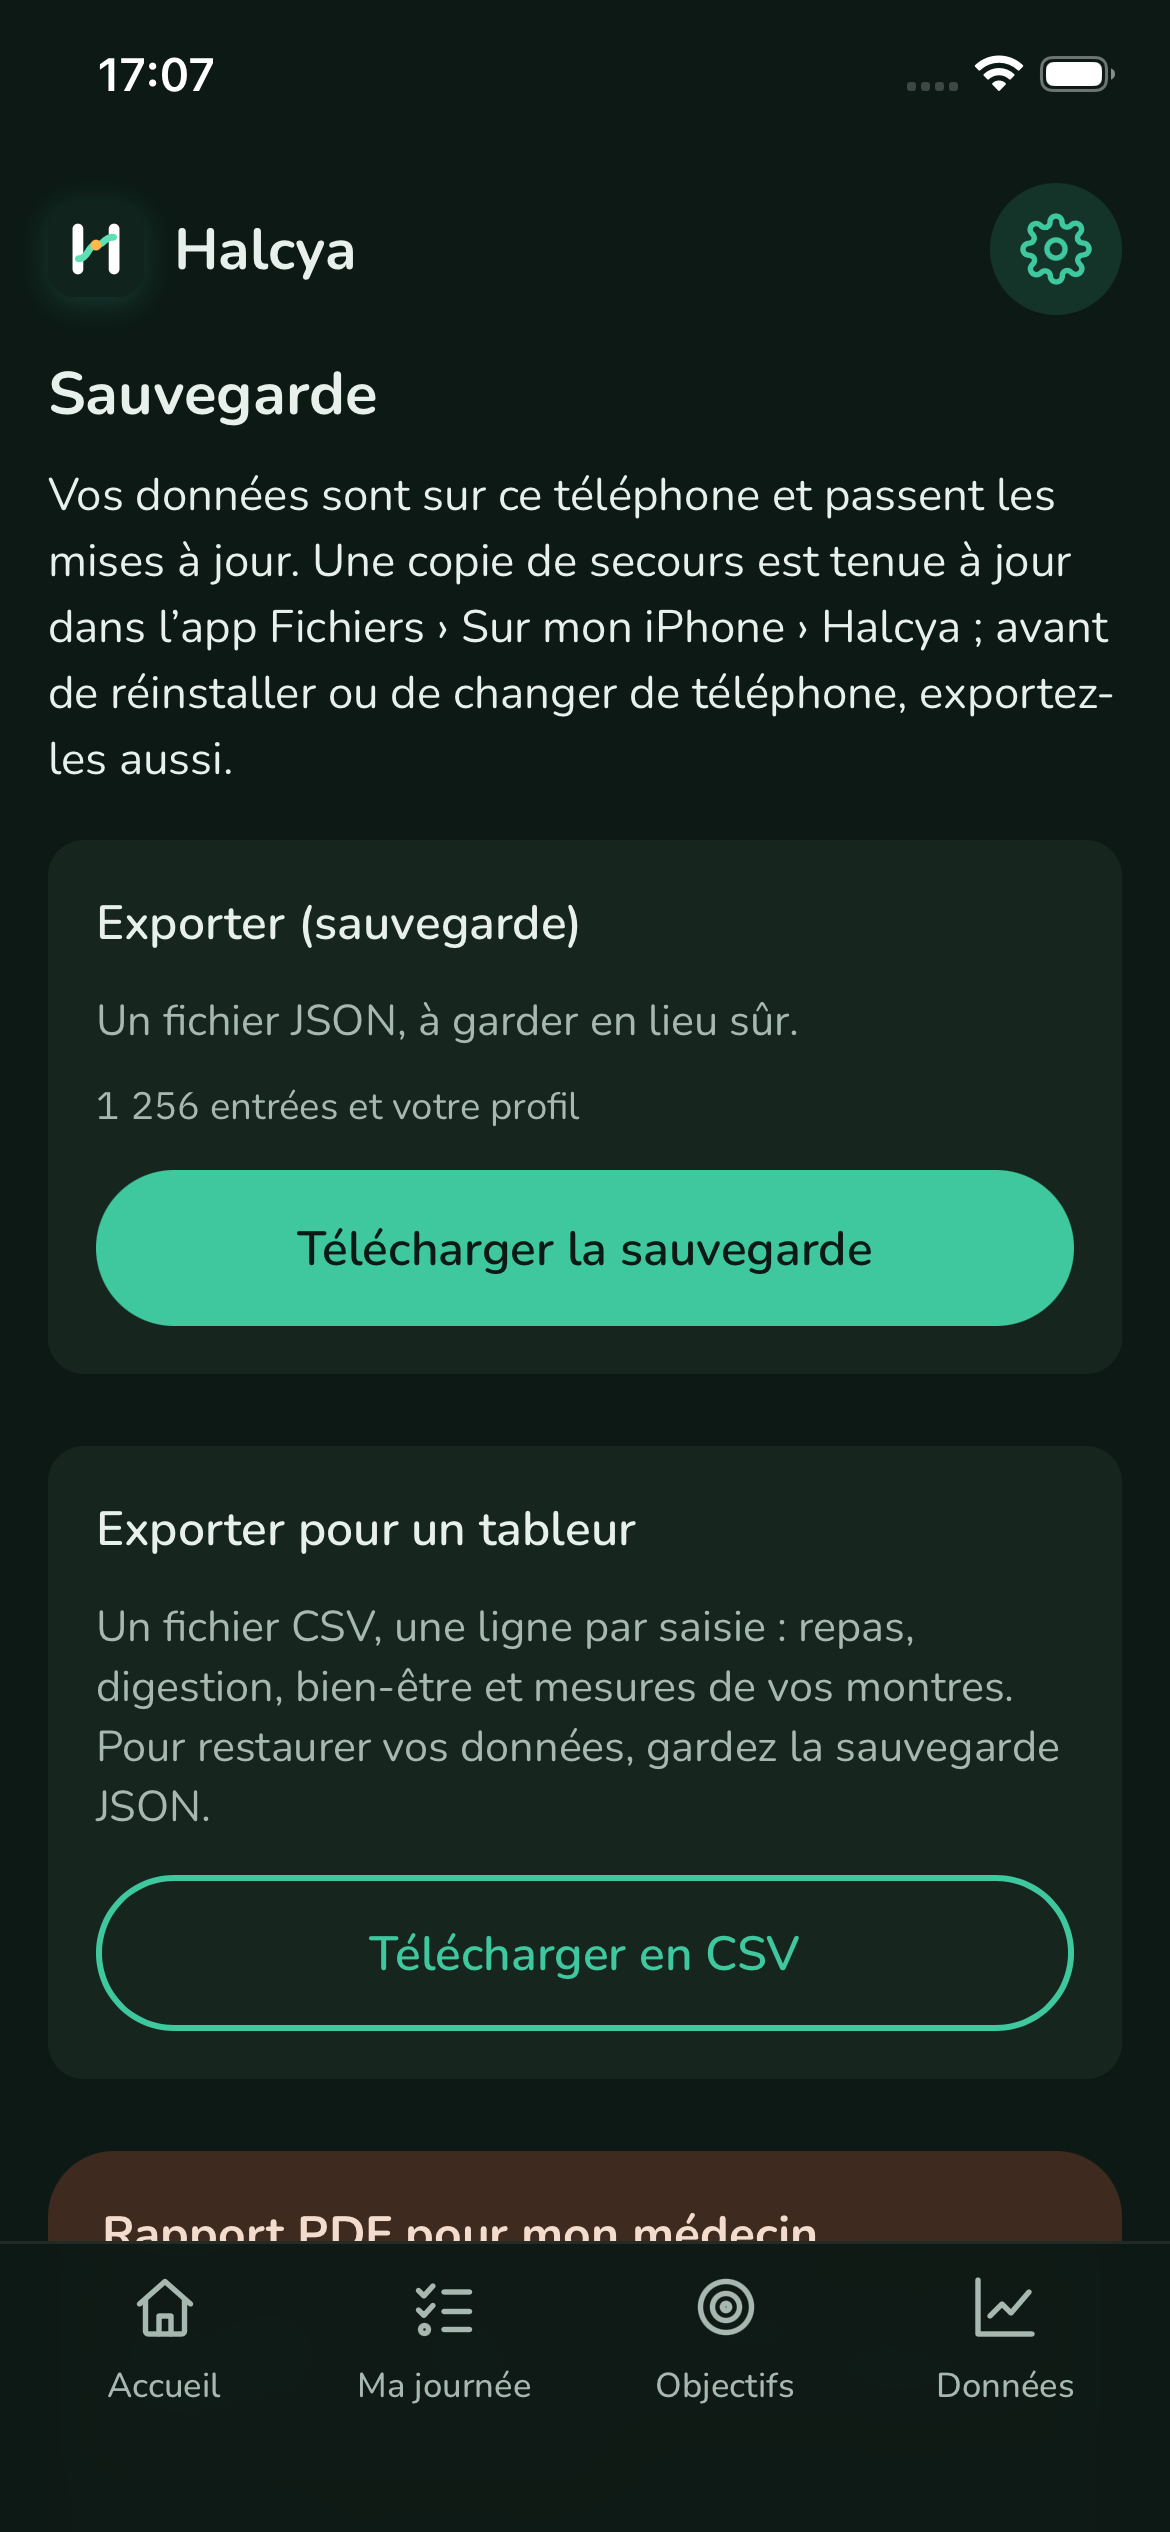 17:07
Halcya
Sauvegarde
Vos données sont sur ce téléphone et passent les
mises à jour. Une copie de secours est tenue à jour
dans l’app Fichiers › Sur mon iPhone › Halcya ; avant
de réinstaller ou de changer de téléphone, exportez-
les aussi.
Exporter (sauvegarde)
Un fichier JSON, à garder en lieu sûr.
1 256 entrées et votre profil
Télécharger la sauvegarde
Exporter pour un tableur
Un fichier CSV, une ligne par saisie : repas,
digestion, bien-être et mesures de vos montres.
Pour restaurer vos données, gardez la sauvegarde
JSON.
Télécharger en CSV
Rapport PDF pour mon médecin
Accueil
Ma journée
Objectifs
Données